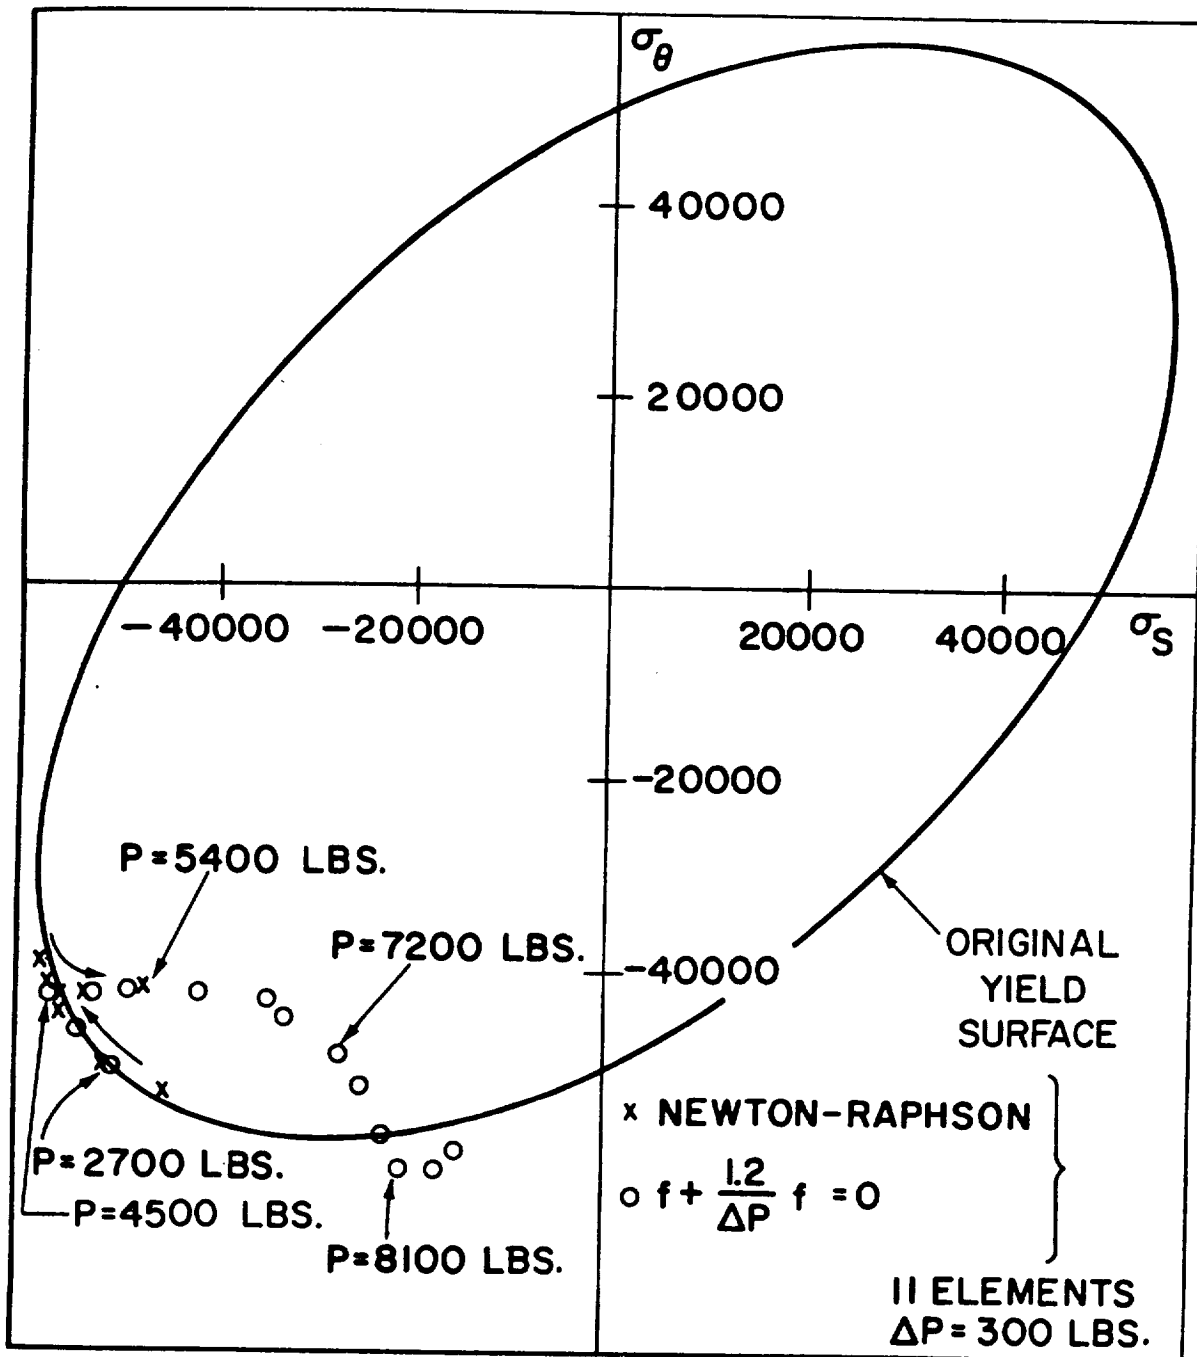 σθ
40000
20000
−40000 −20000
20000 40000 σS
-20000
P=5400 LBS.
P=7200 LBS.
-40000
ORIGINAL
YIELD
SURFACE
x NEWTON-RAPHSON
P=2700 LBS.
o f + 1.2/ΔP f = 0
P=4500 LBS.
P=8100 LBS.
11 ELEMENTS
ΔP= 300 LBS.